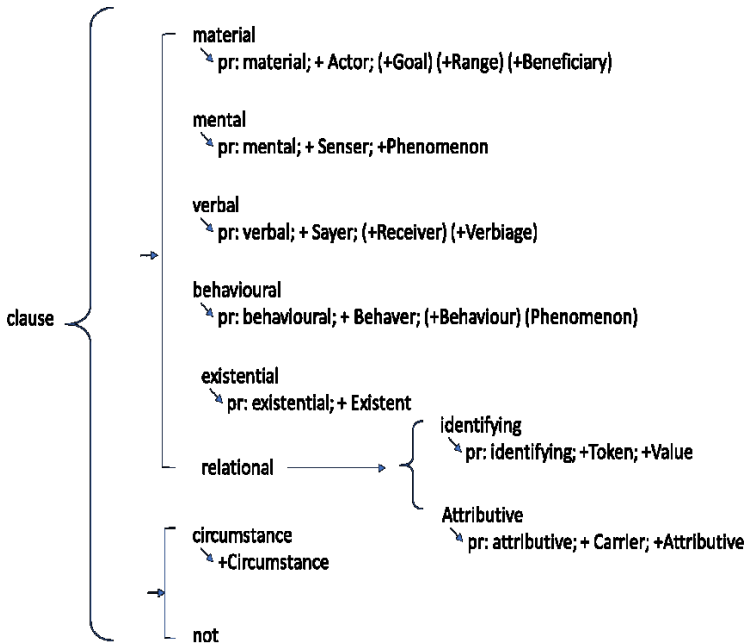 material
pr: material; + Actor; (+Goal) (+Range) (+Beneficiary)
mental
pr: mental; + Senser; +Phenomenon
verbal
pr: verbal; + Sayer; (+Receiver) (+Verbiage)
behavioural
pr: behavioural; + Behaver; (+Behaviour) (Phenomenon)
clause
existential
pr: existential; + Existent
identifying
pr: identifying; +Token; +Value
relational
Attributive
pr: attributive; + Carrier; +Attributive
circumstance
+Circumstance
not